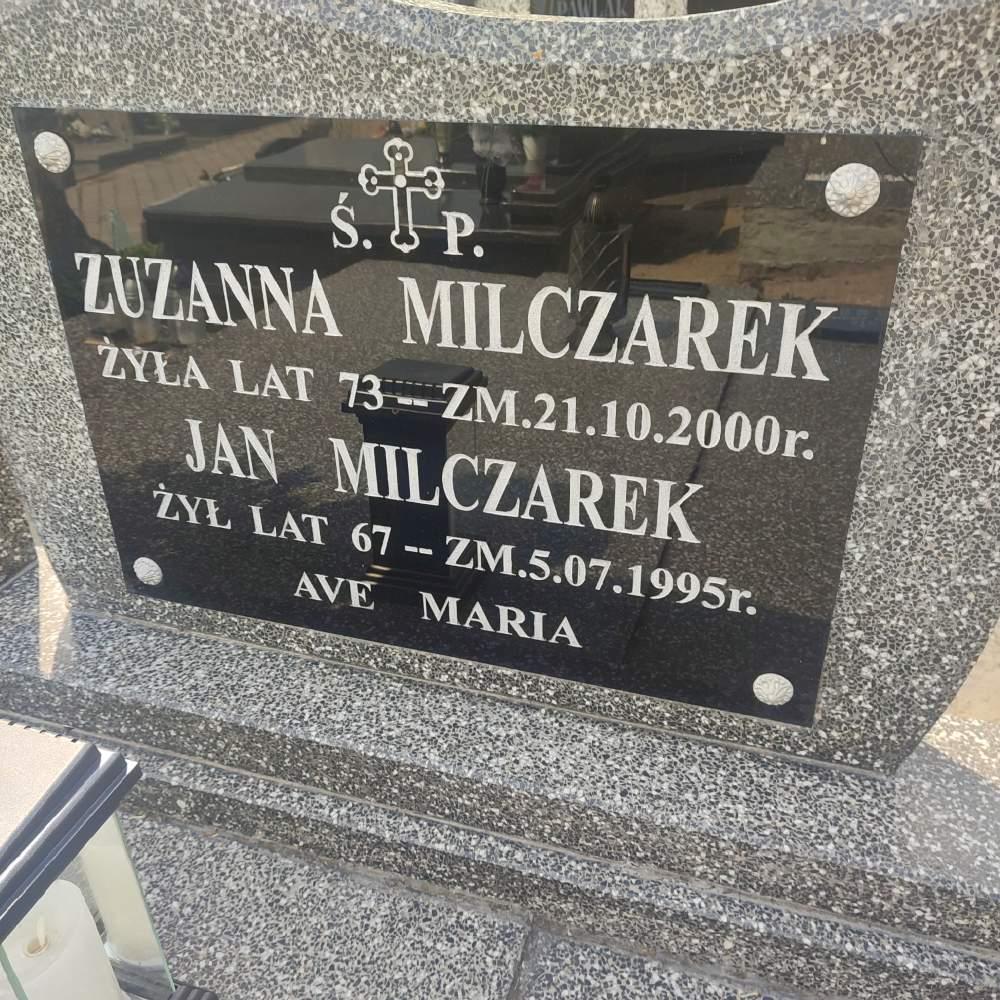 PAWLAK
Ś. P.
ZUZANNA MILCZAREK
ŻYŁA LAT 73 -- ZM.21.10.2000r.
JAN MILCZAREK
ŻYŁ LAT 67 -- ZM.5.07.1995r.
AVE MARIA